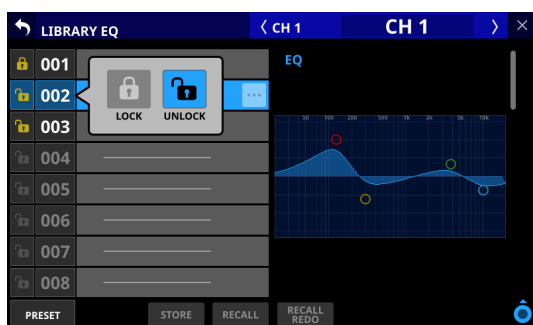 LIBRARY EQ
CH 1
CH 1
EQ
001
002
003
004
005
006
007
008
LOCK
UNLOCK
50 100 200 500 1k 2k 5k 10k
PRESET
STORE
RECALL
RECALL
REDO